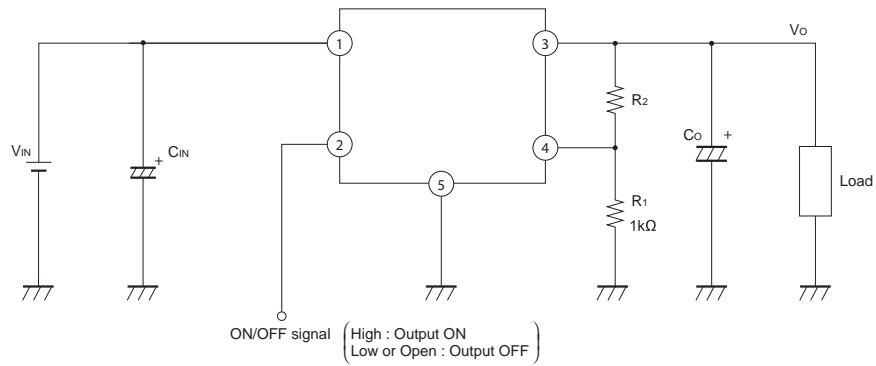 1
3
Vo
R2
2
4
Co
+
VIN
CIN
+
5
Load
R1
1kΩ
ON/OFF signal
High : Output ON
Low or Open : Output OFF